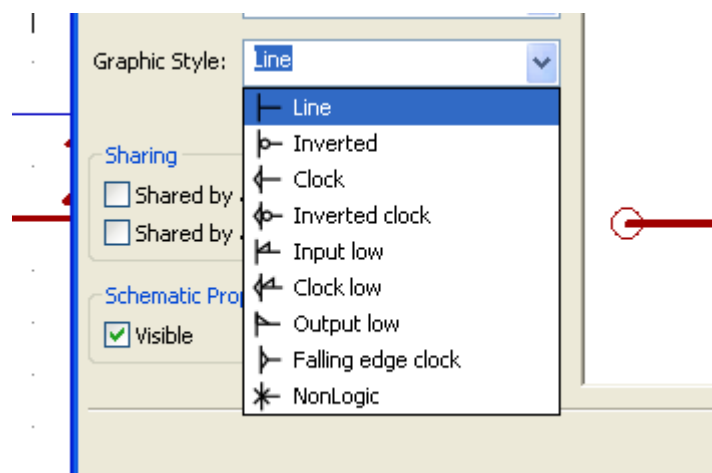 Graphic Style: Line
Line
Inverted
Clock
Inverted clock
Input low
Clock low
Output low
Falling edge clock
NonLogic
Sharing
Shared by
Shared by
Schematic
Visible